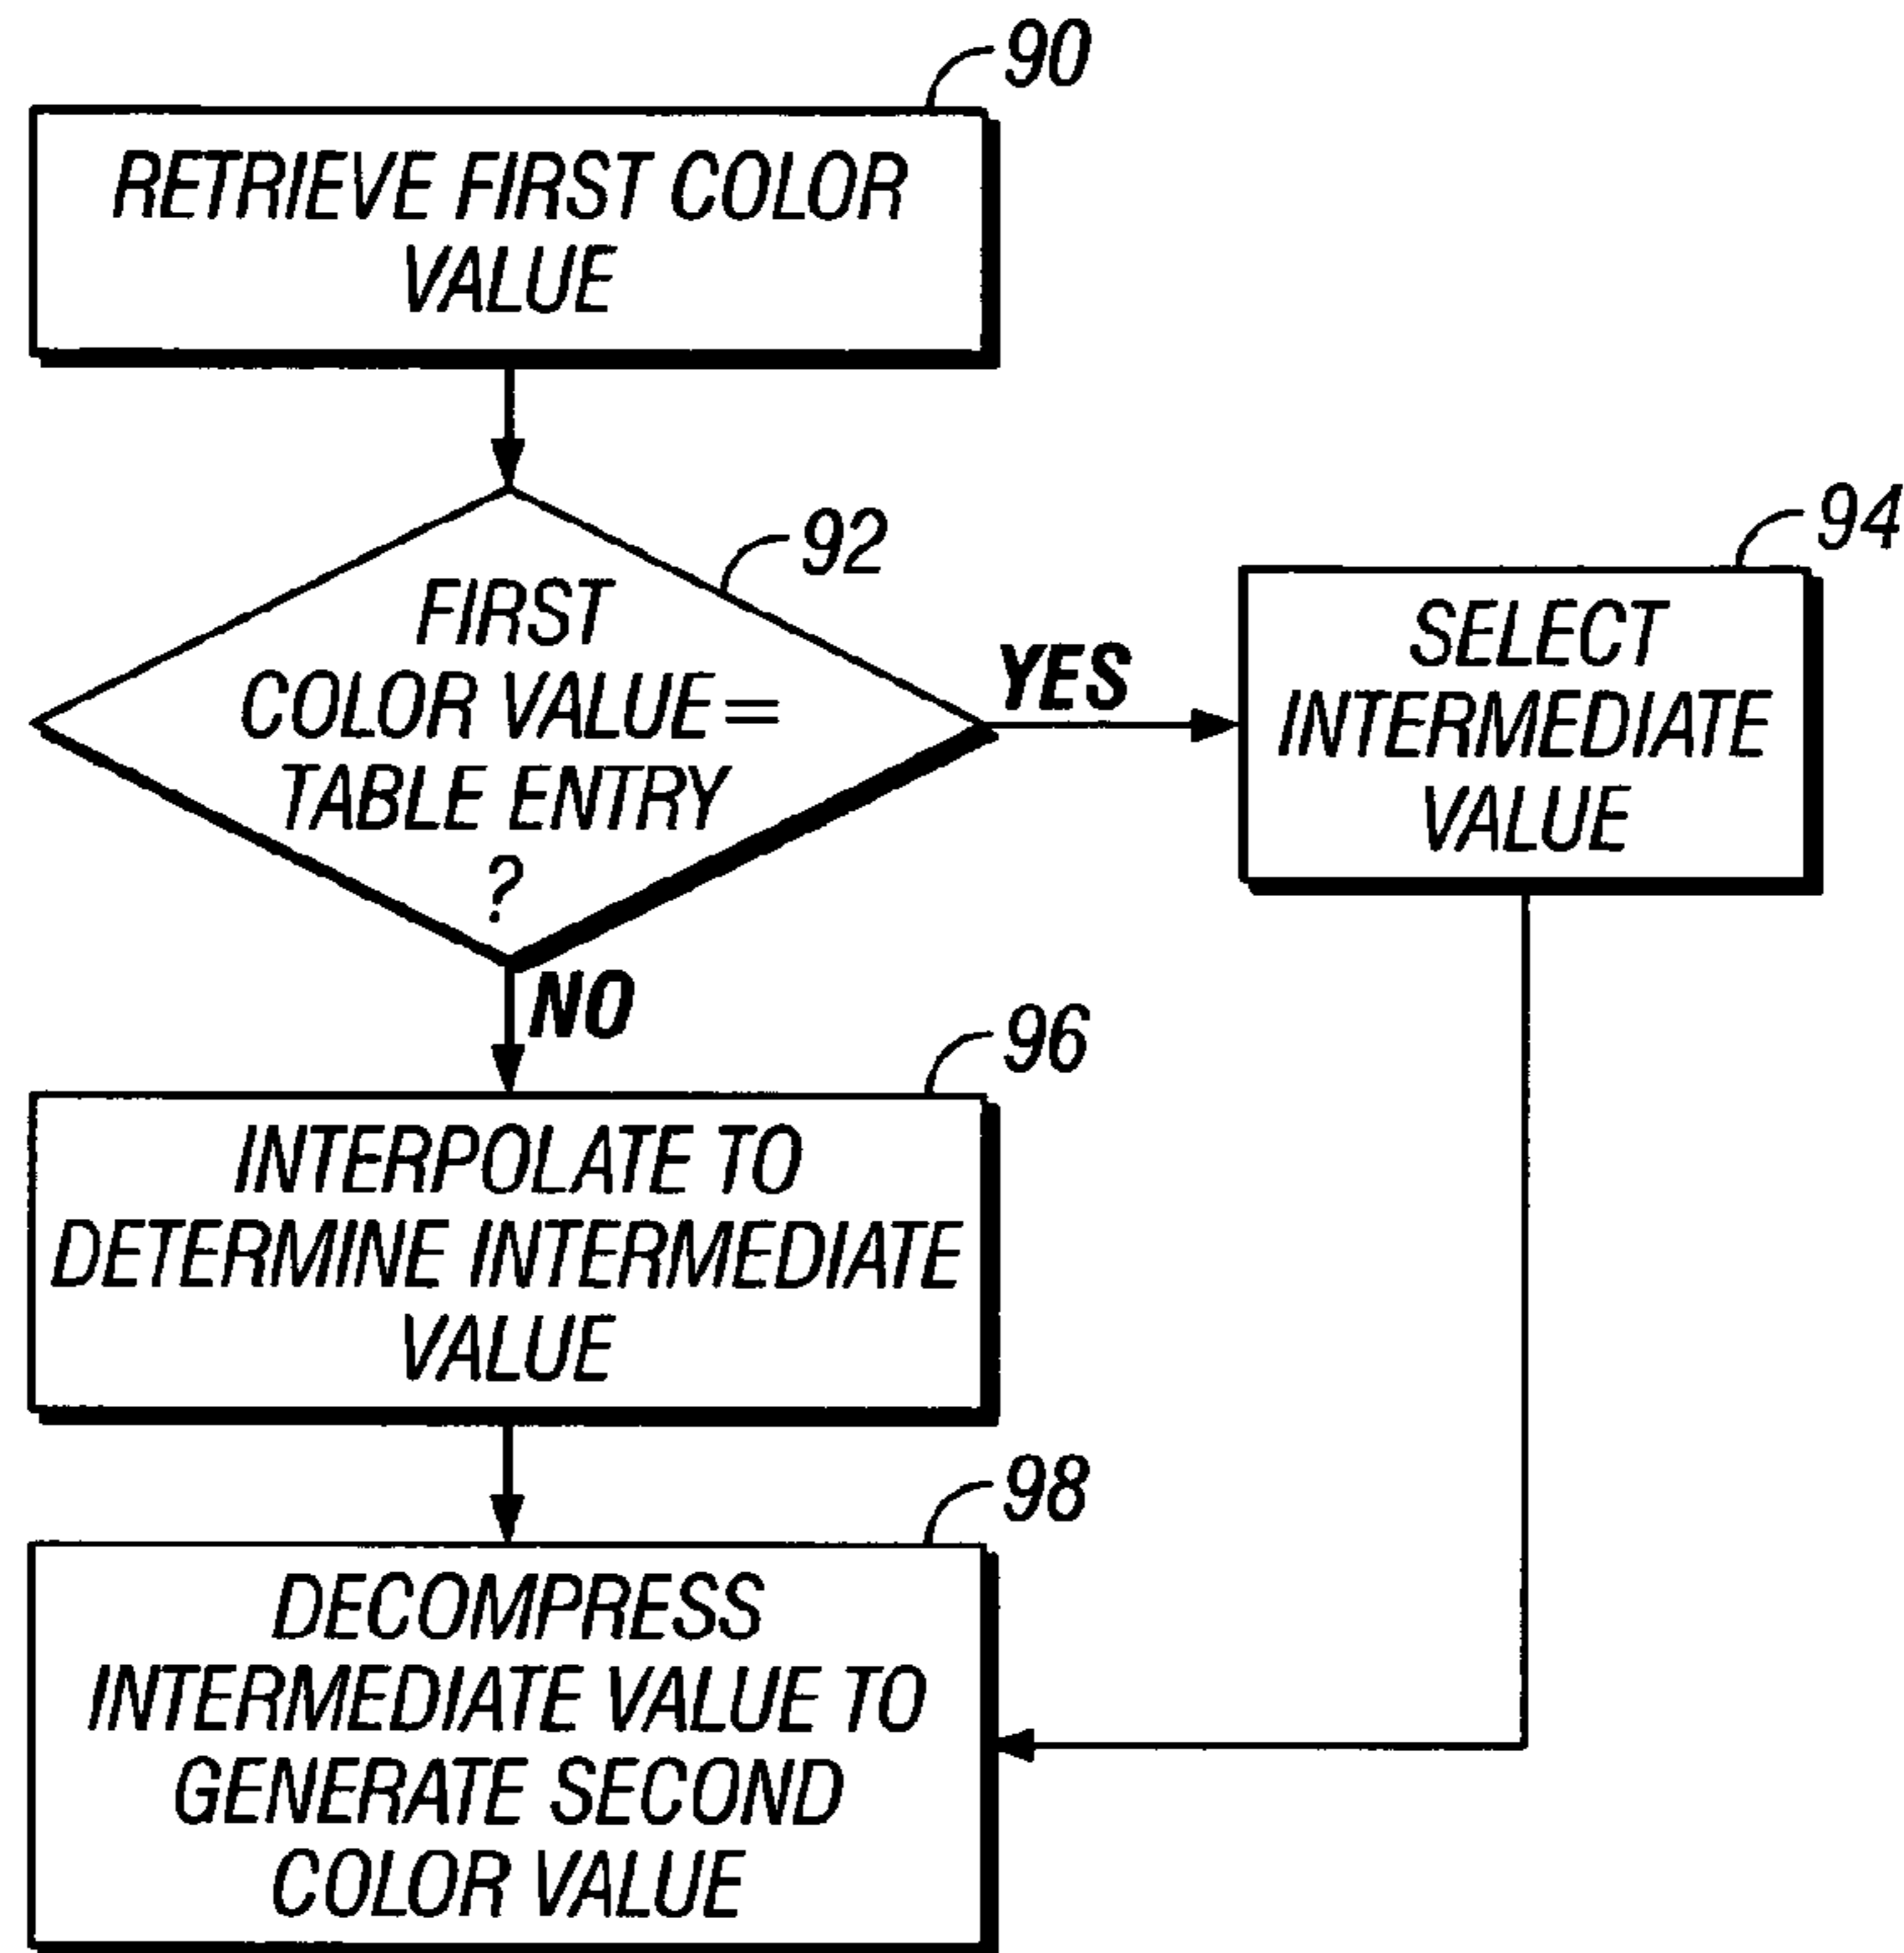 90
RETRIEVE FIRST COLOR
VALUE
92
FIRST
COLOR VALUE=
TABLE ENTRY
?
YES
94
SELECT
INTERMEDIATE
VALUE
NO
96
INTERPOLATE TO
DETERMINE INTERMEDIATE
VALUE
98
DECOMPRESS
INTERMEDIATE VALUE TO
GENERATE SECOND
COLOR VALUE